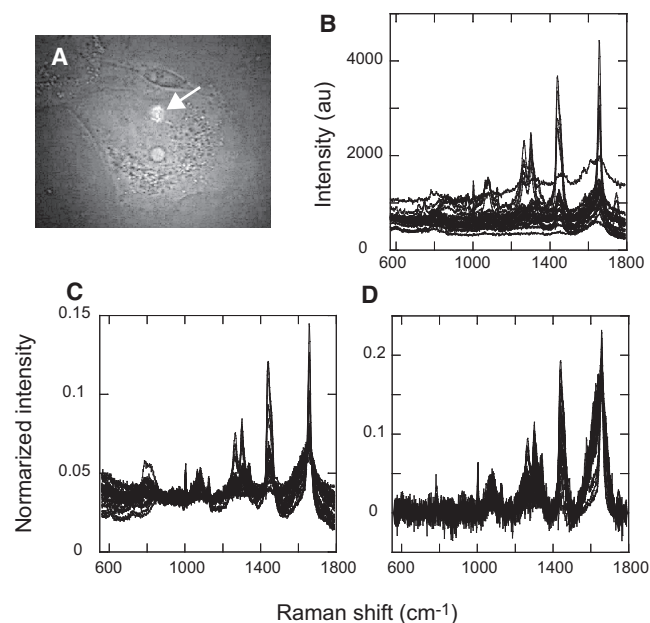 A
B
Intensity (au)
4000
2000
0
600 1000 1400 1800
C
D
Normarized intensity
0.15
0.1
0.05
0
600 1000 1400 1800
0.2
0.1
0
600 1000 1400 1800
Raman shift (cm-1)